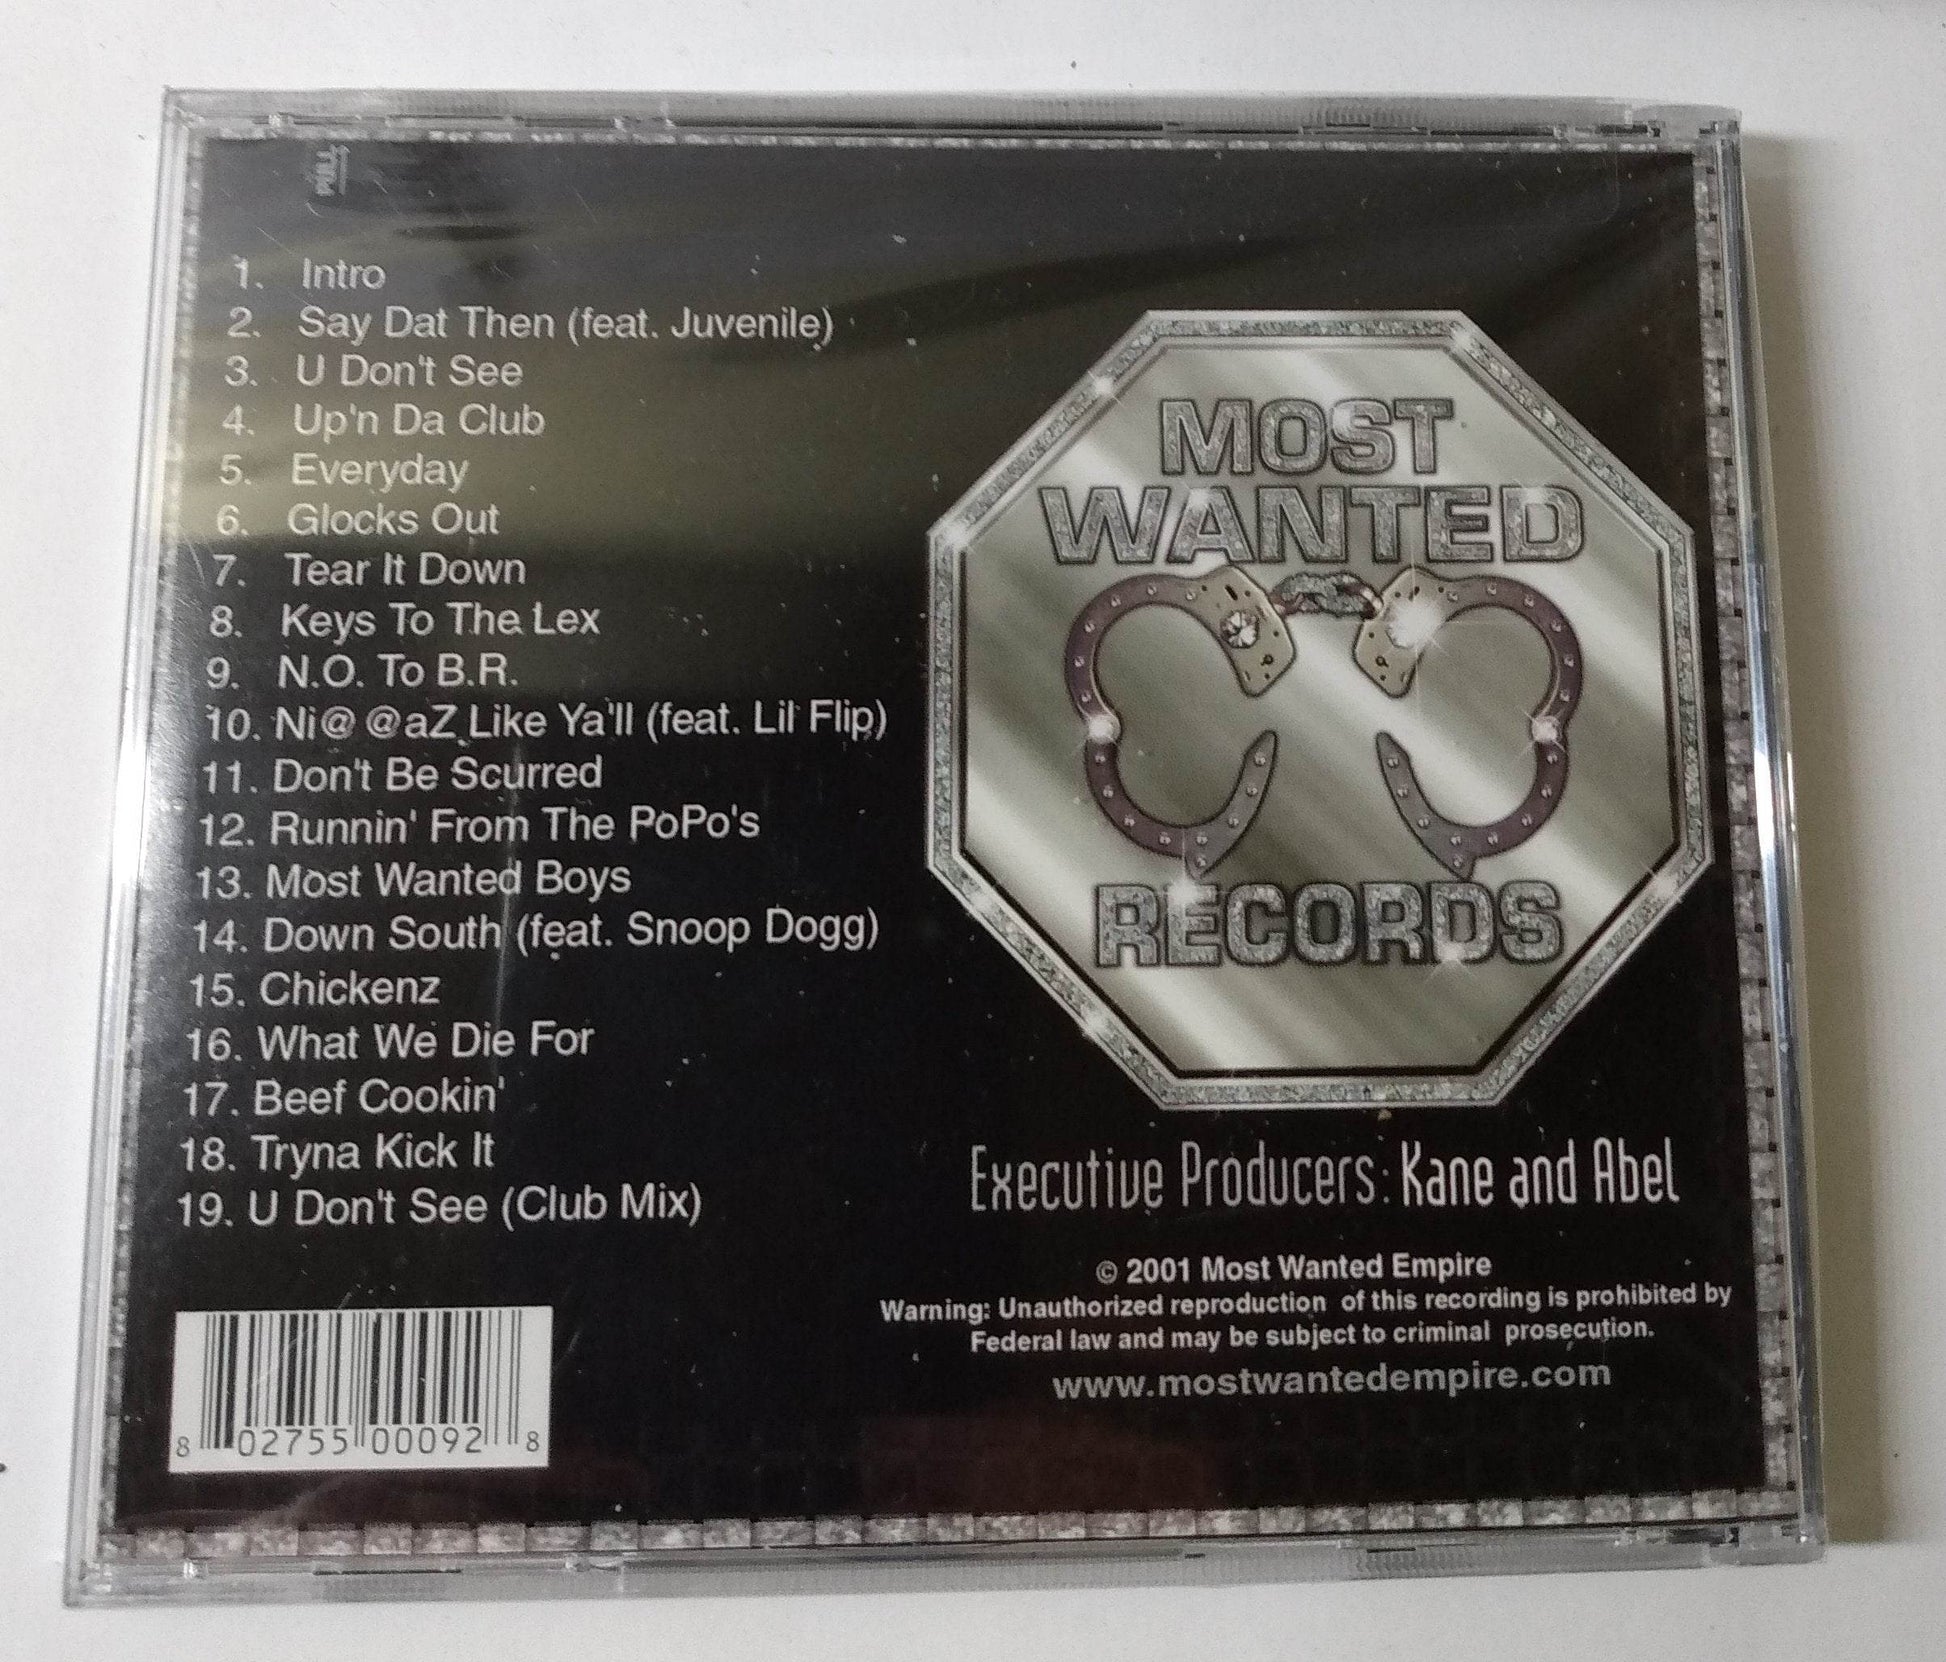 PULL
1. Intro
2. Say Dat Then (feat. Juvenile)
3. U Don't See
4. Up'n Da Club
5. Everyday
6. Glocks Out
7. Tear It Down
8. Keys To The Lex
9. N.O. To B.R.
10. Ni@ @aZ Like Ya'll (feat. Lil' Flip)
11. Don't Be Scurred
12. Runnin' From The PoPo's
13. Most Wanted Boys
14. Down South (feat. Snoop Dogg)
15. Chickenz
16. What We Die For
17. Beef Cookin'
18. Tryna Kick It
19. U Don't See (Club Mix)
8 02755 00092 8
MOST
WANTED
RECORDS
Executive Producers: Kane and Abel
© 2001 Most Wanted Empire
Warning: Unauthorized reproduction of this recording is prohibited by
Federal law and may be subject to criminal prosecution.
www.mostwantedempire.com